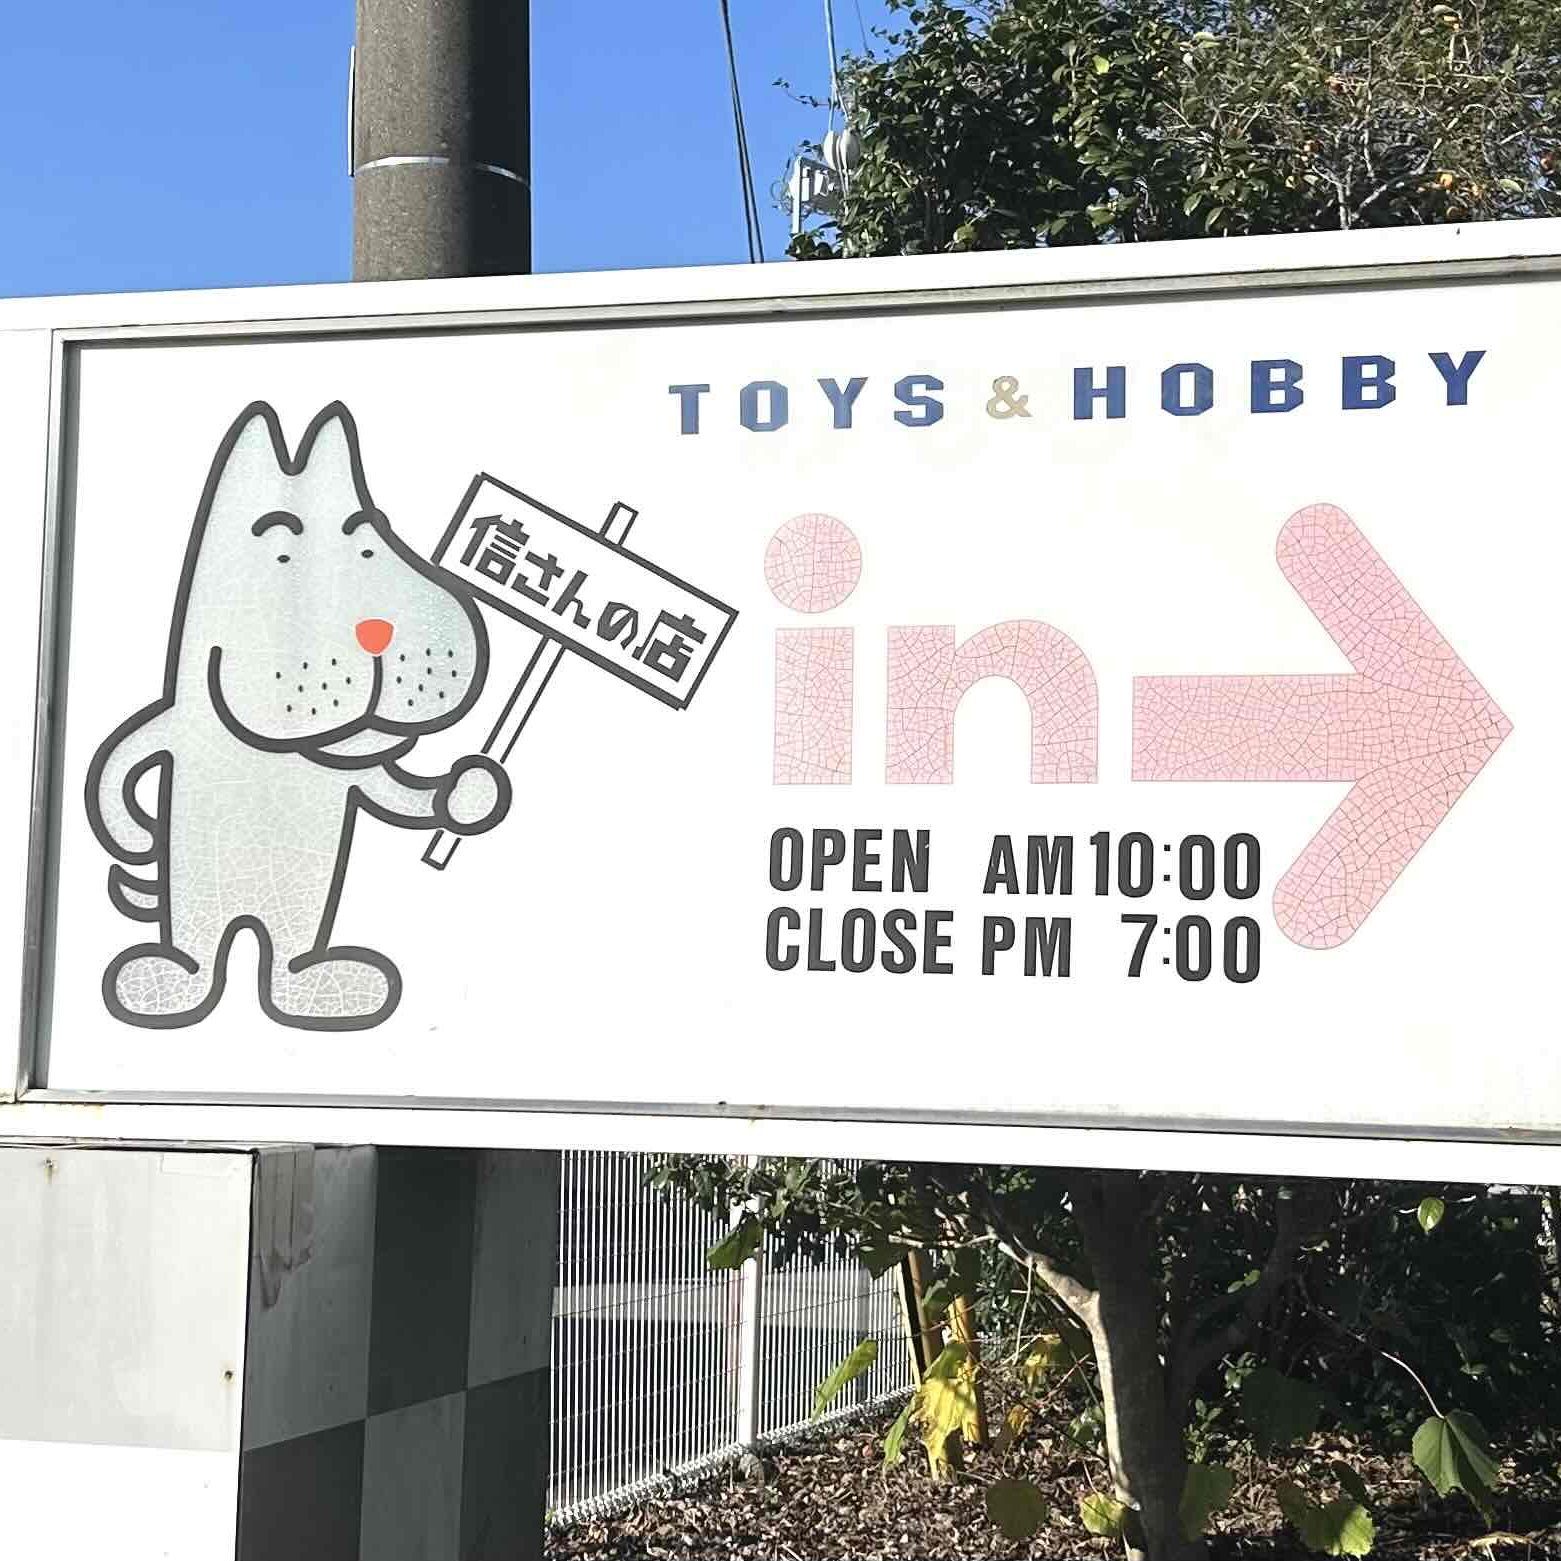 TOYS & HOBBY
信さんの店
in
OPEN AM 10:00
CLOSE PM 7:00